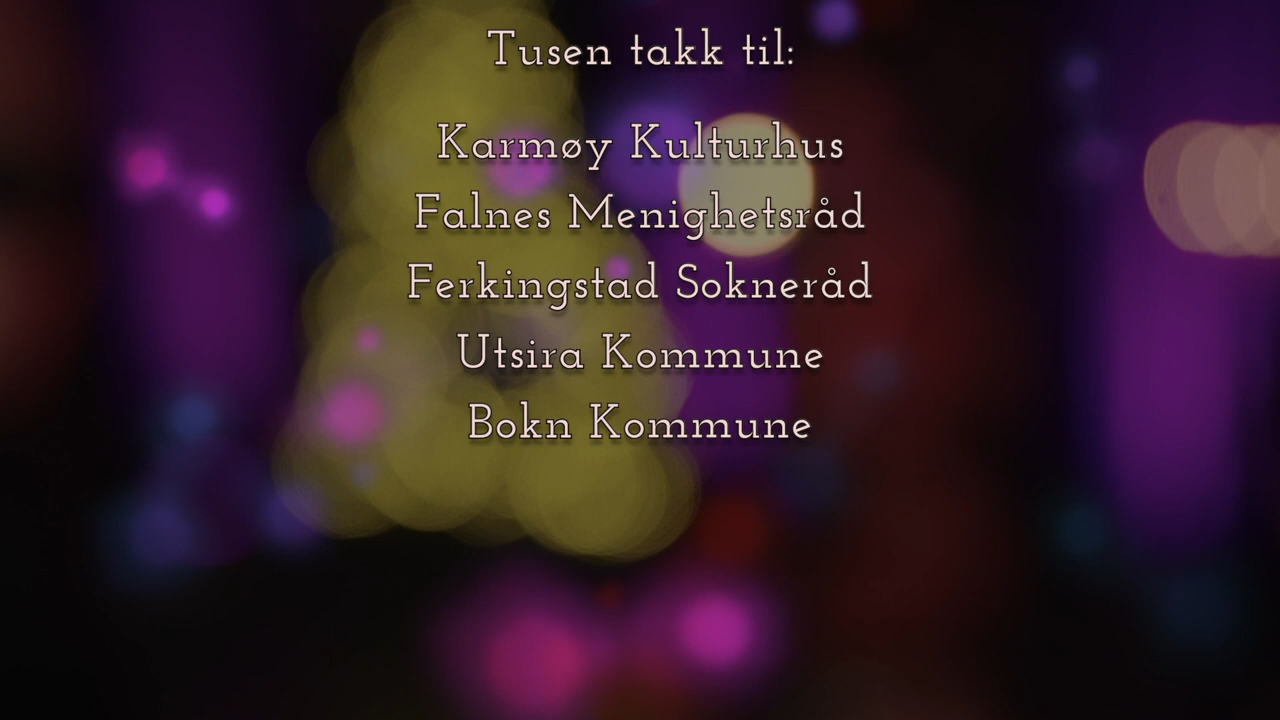 Tusen takk til:
Karmøy Kulturhus
Falnes Menighetsråd
Ferkingstad Sokneråd
Utsira Kommune
Bokn Kommune